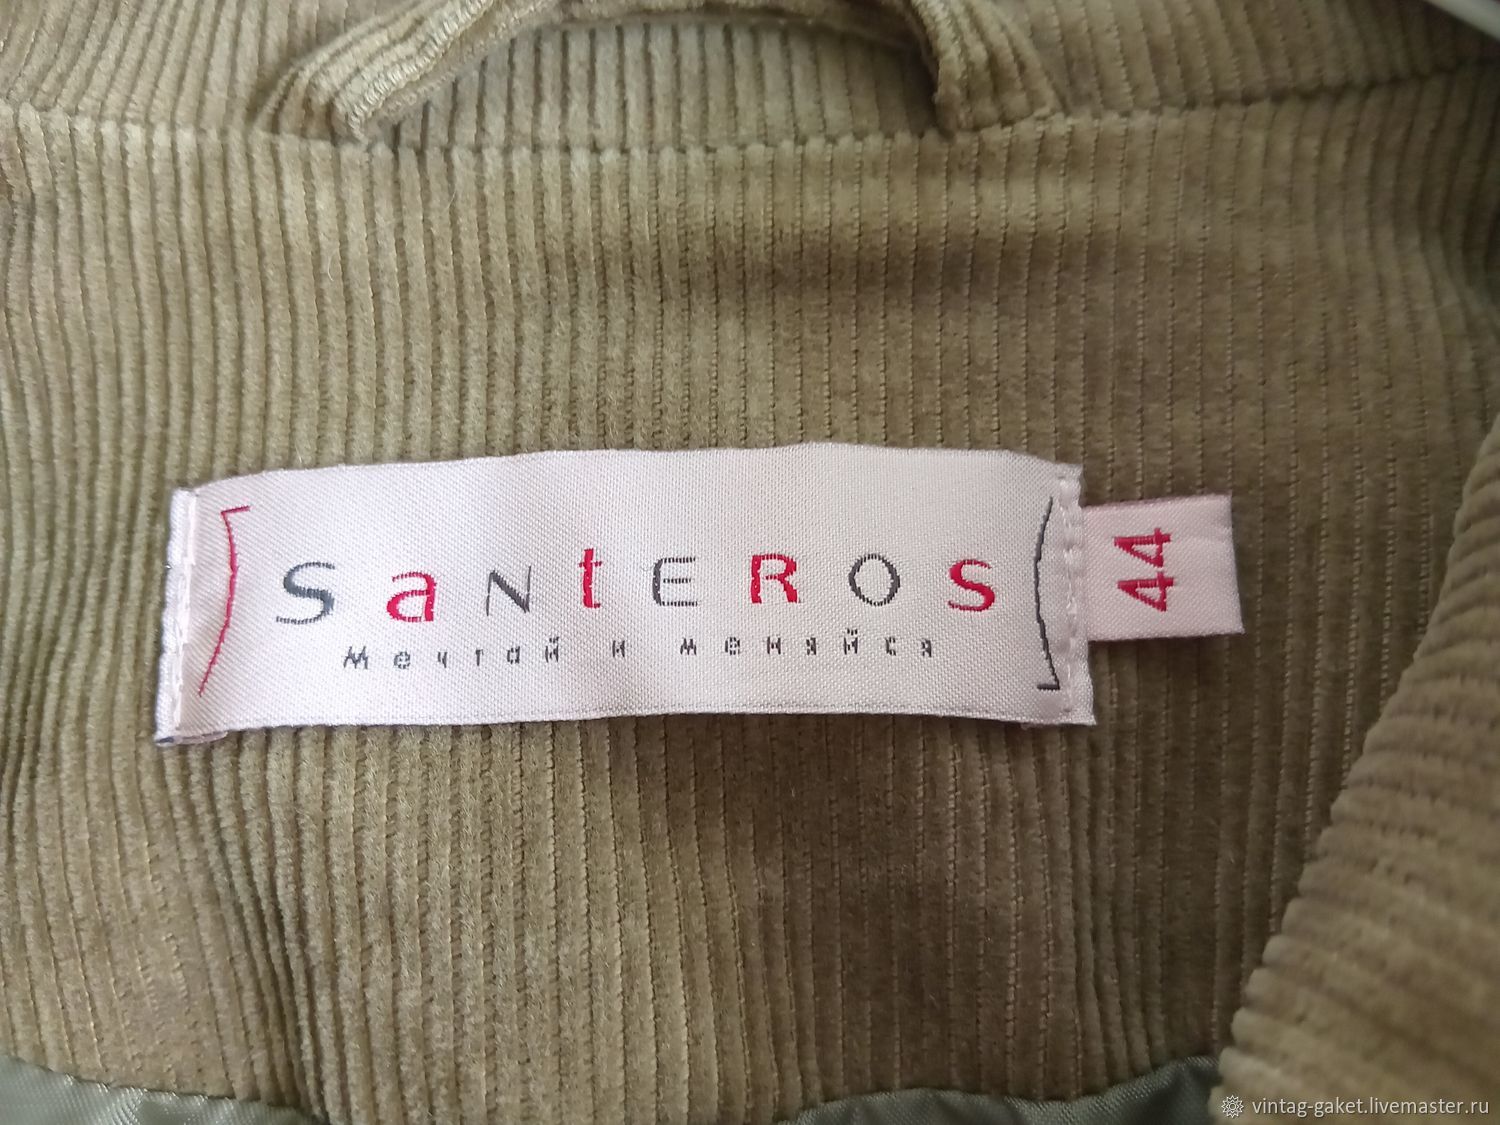 SaNtEROS
Мечтай и меняйся
44
vintag-gaket.livemaster.ru